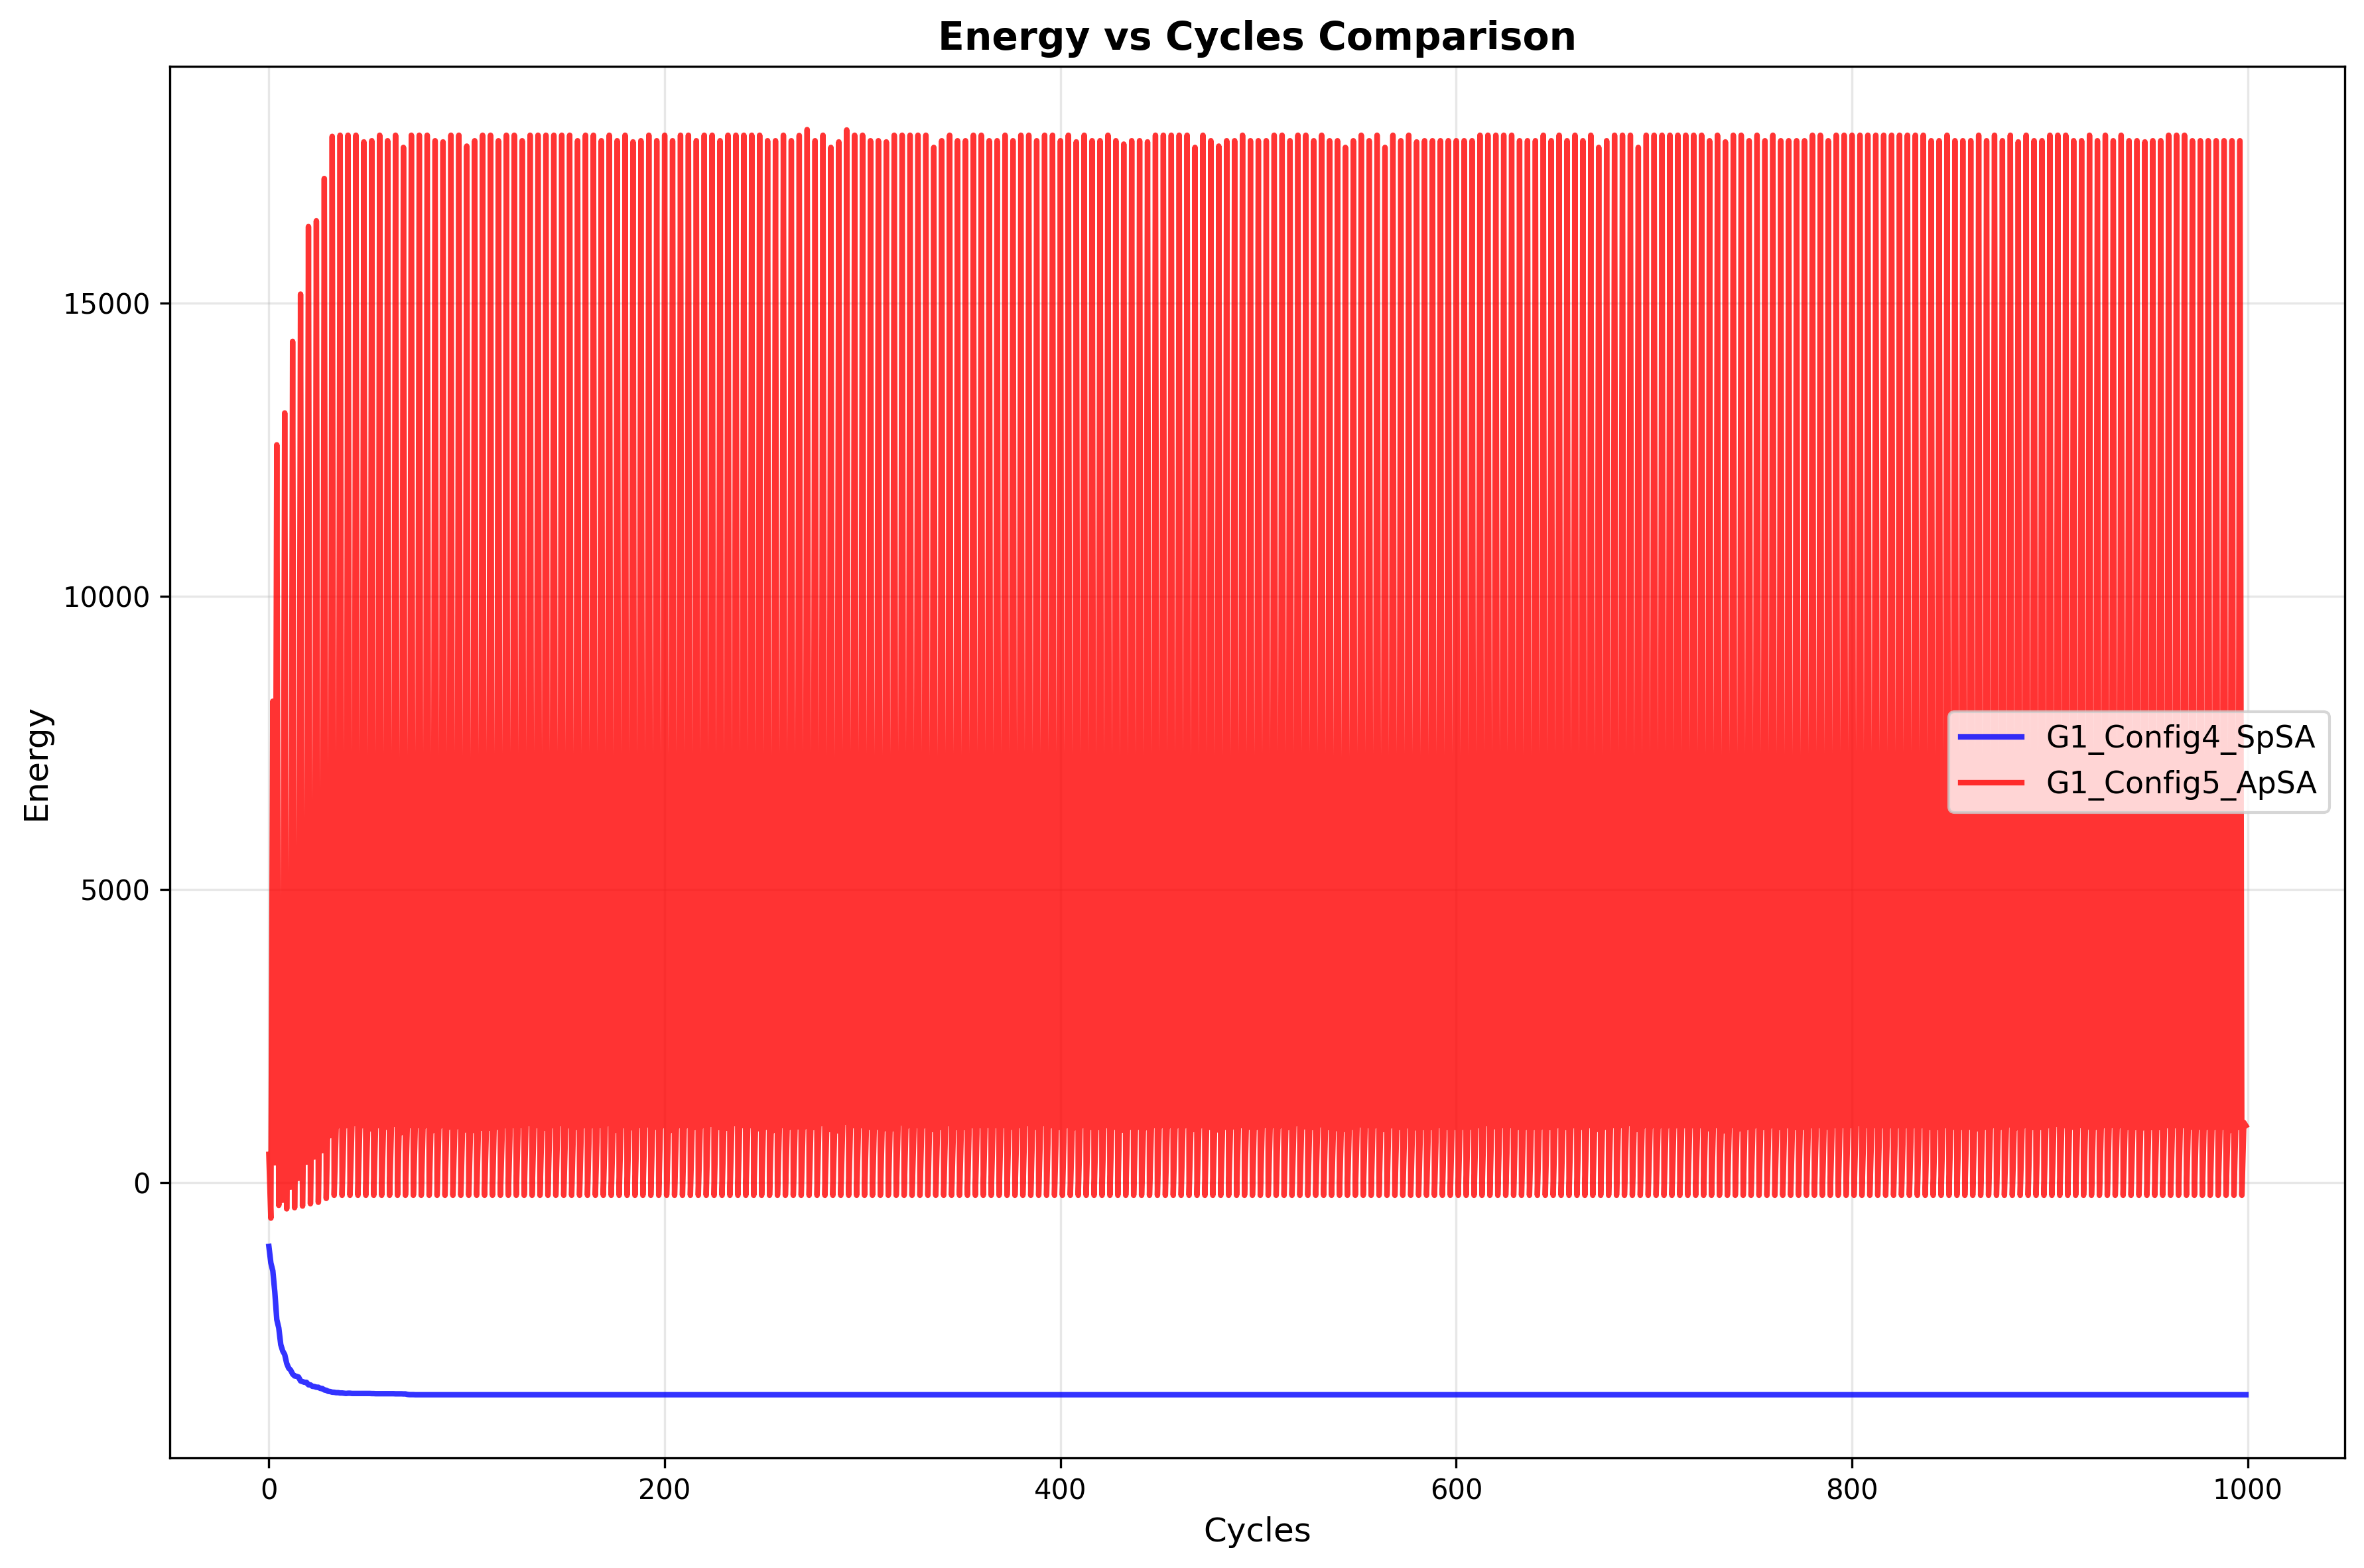 Energy vs Cycles Comparison
Energy
15000
10000
5000
0
G1_Config4_SpSA
G1_Config5_ApSA
0 200 400 600 800 1000
Cycles